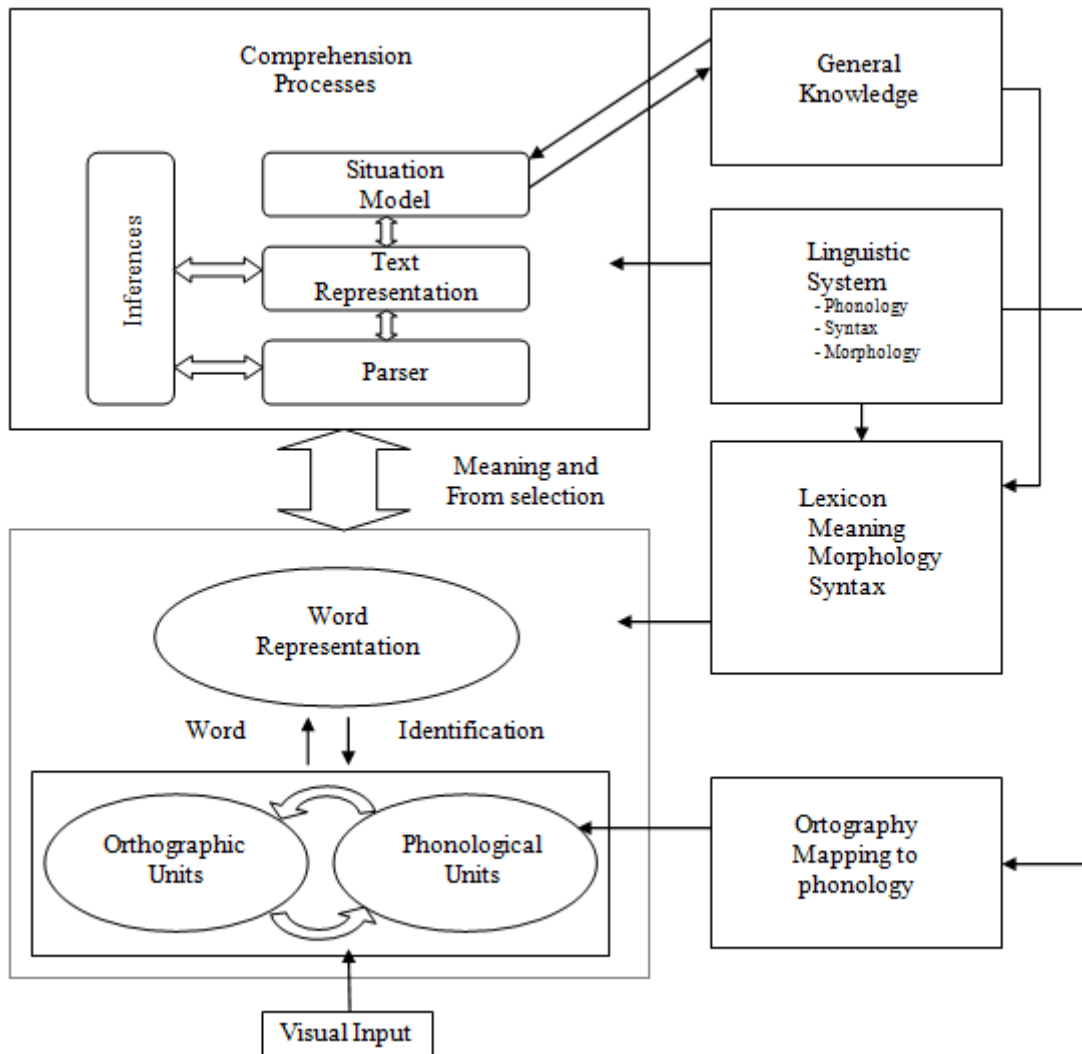 Comprehension
Processes
General
Knowledge
Situation
Model
Inferences
Text
Representation
Parser
Linguistic
System
- Phonology
- Syntax
- Morphology
Meaning and
From selection
Lexicon
Meaning
Morphology
Syntax
Word
Representation
Word
Identification
Orthographic
Units
Phonological
Units
Ortography
Mapping to
phonology
Visual Input